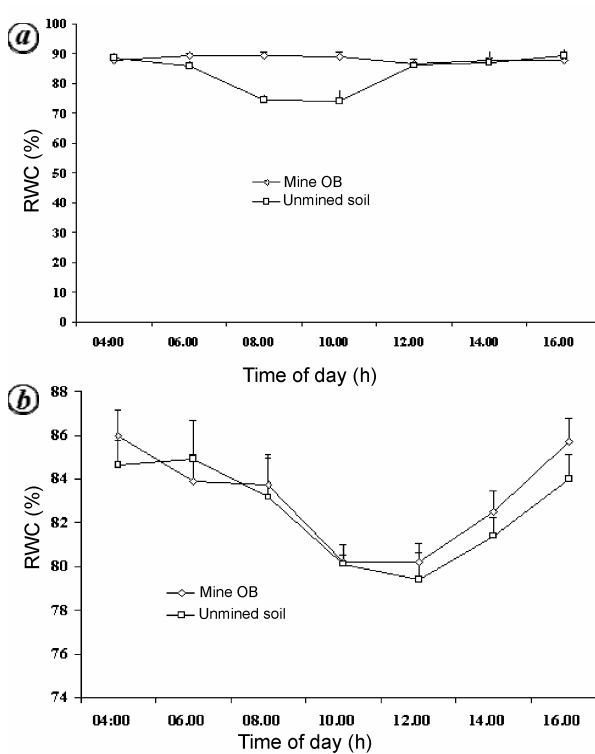 a
100
90
80
70
60
50
40
30
20
10
0
RWC (%)
Mine OB
Unmined soil
04:00 06.00 08.00 10.00 12.00 14.00 16.00
Time of day (h)
b
88
86
84
82
80
78
76
74
RWC (%)
Mine OB
Unmined soil
04:00 06.00 08.00 10.00 12.00 14.00 16.00
Time of day (h)